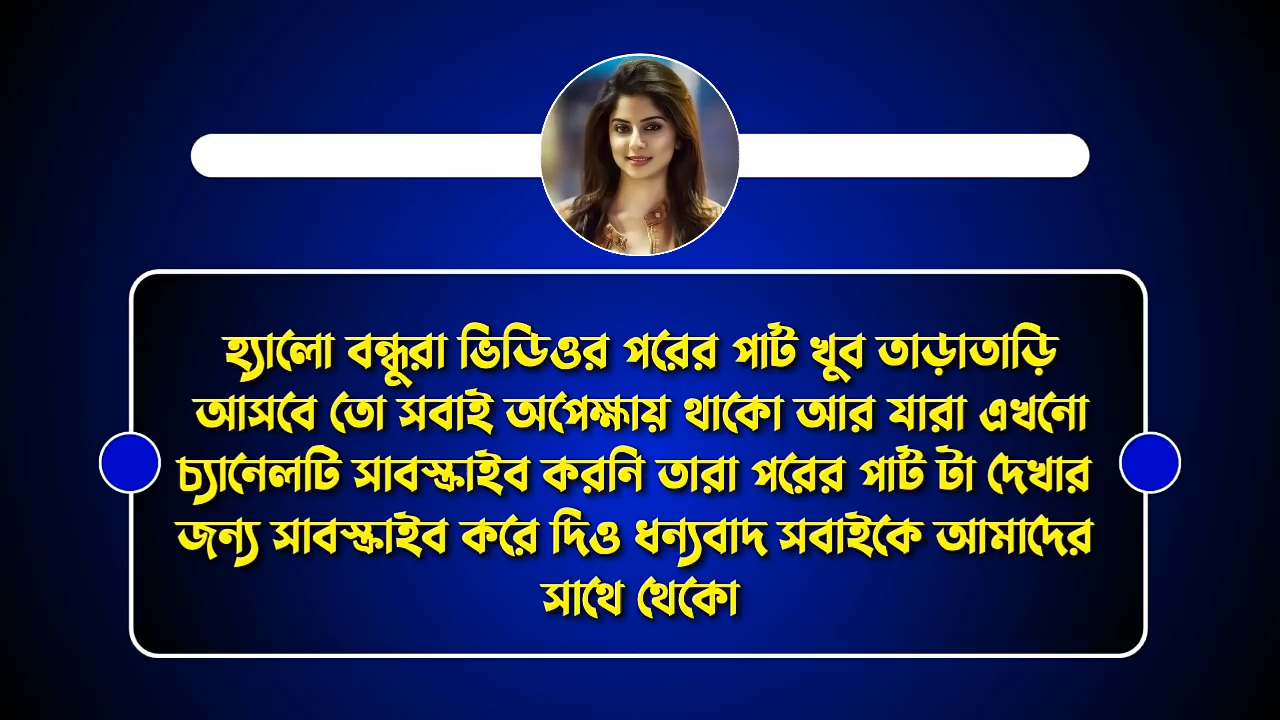 হ্যালো বন্ধুরা ভিডিওর পরের পার্ট খুব তাড়াতাড়ি
আসবে তো সবাই অপেক্ষায় থাকো আর যারা এখনো
চ্যানেলটি সাবস্ক্রাইব করনি তারা পরের পার্ট টা দেখার
জন্য সাবস্ক্রাইব করে দিও ধন্যবাদ সবাইকে আমাদের
সাথে থেকো